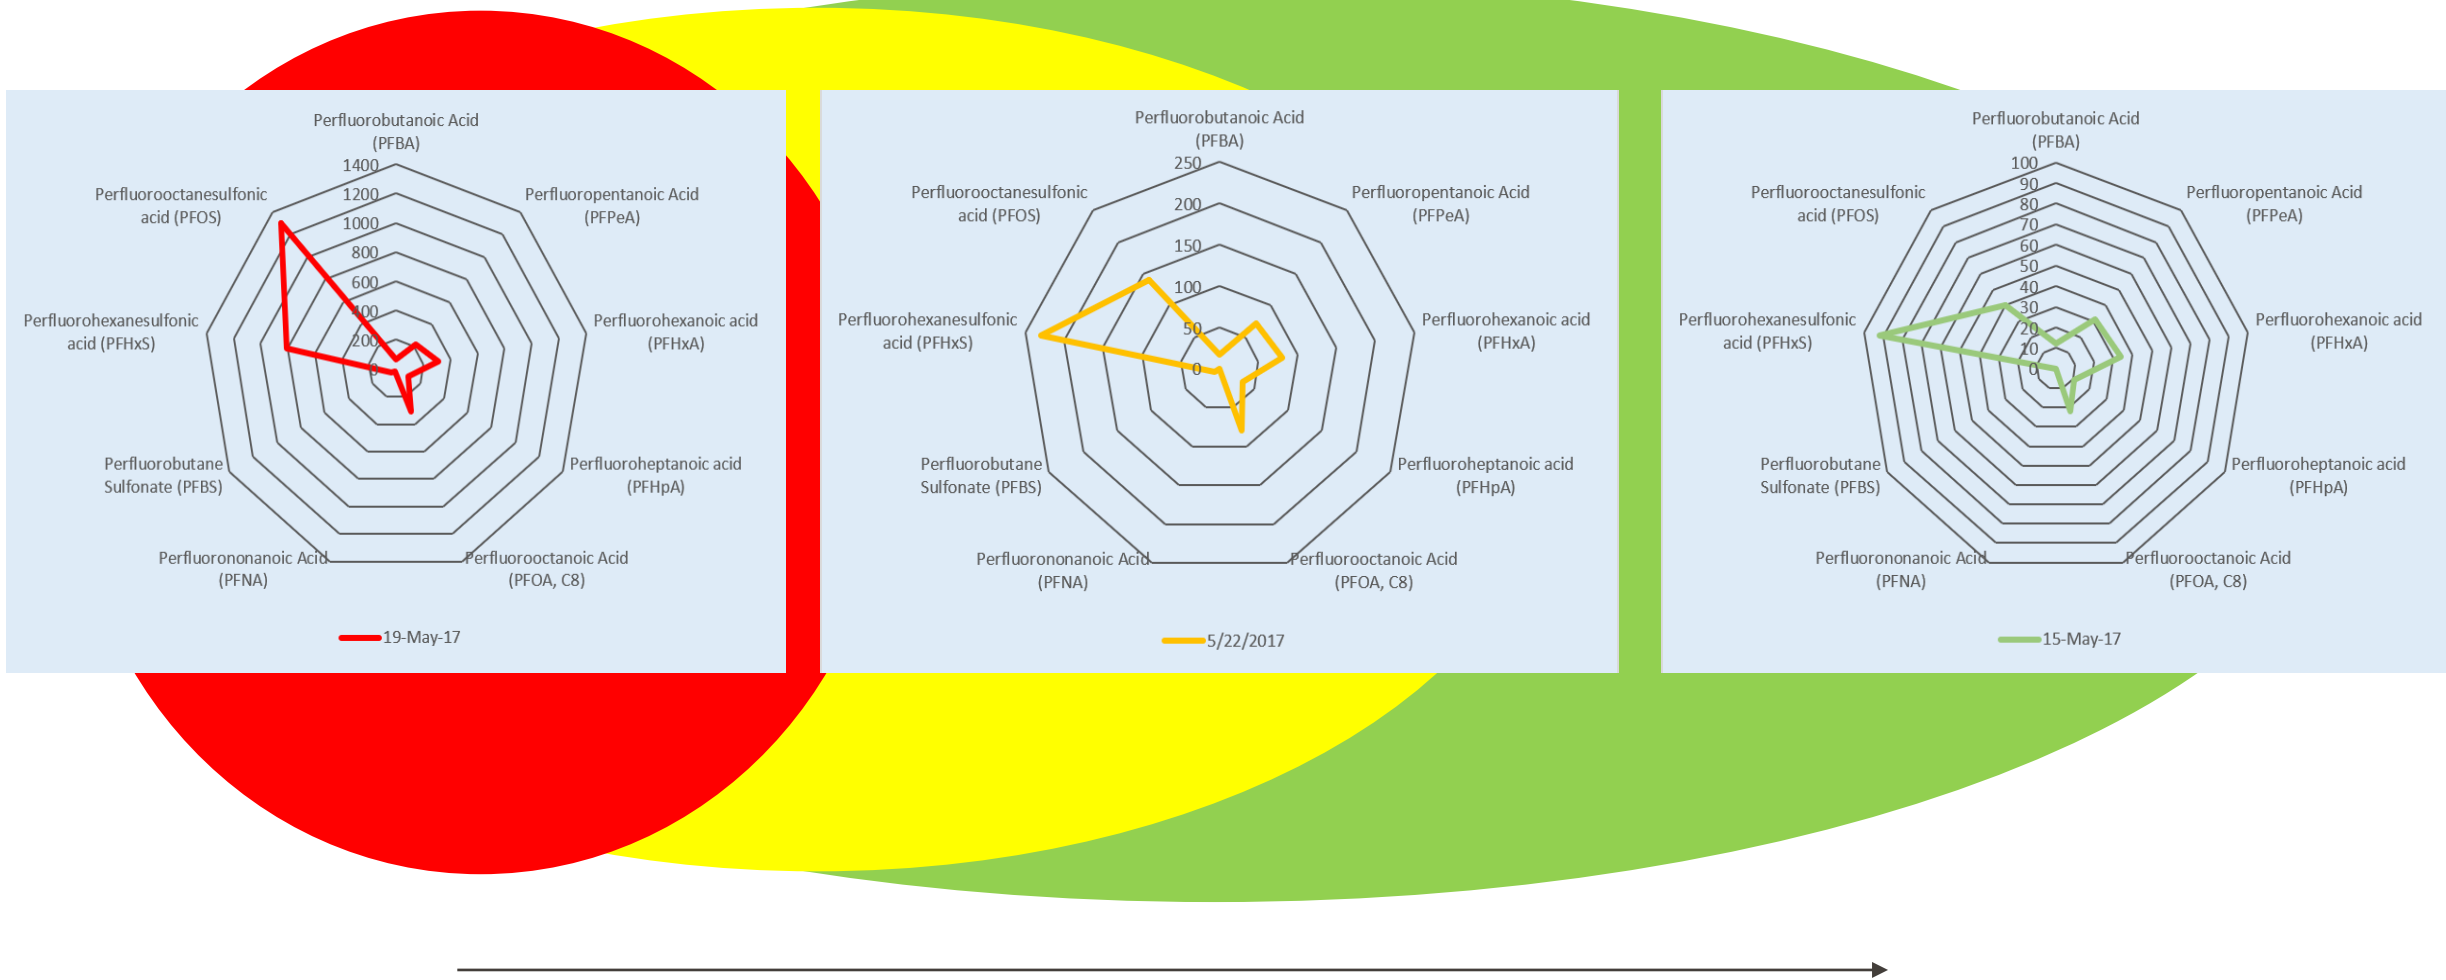 Perfluorobutanoic Acid
(PFBA)
1400
1200
1000
800
600
400
200
0
Perfluoropentanoic Acid
(PFPeA)
Perfluorohexanoic acid
(PFHxA)
Perfluoroheptanoic acid
(PFHpA)
Perfluorooctanoic Acid
(PFOA, C8)
Perfluorononanoic Acid
(PFNA)
Perfluorobutane
Sulfonate (PFBS)
Perfluorohexanesulfonic
acid (PFHxS)
Perfluorooctanesulfonic
acid (PFOS)
19-May-17
Perfluorobutanoic Acid
(PFBA)
250
200
150
100
50
0
Perfluoropentanoic Acid
(PFPeA)
Perfluorohexanoic acid
(PFHxA)
Perfluoroheptanoic acid
(PFHpA)
Perfluorooctanoic Acid
(PFOA, C8)
Perfluorononanoic Acid
(PFNA)
Perfluorobutane
Sulfonate (PFBS)
Perfluorohexanesulfonic
acid (PFHxS)
Perfluorooctanesulfonic
acid (PFOS)
5/22/2017
Perfluorobutanoic Acid
(PFBA)
100
90
80
70
60
50
40
30
20
10
0
Perfluoropentanoic Acid
(PFPeA)
Perfluorohexanoic acid
(PFHxA)
Perfluoroheptanoic acid
(PFHpA)
Perfluorooctanoic Acid
(PFOA, C8)
Perfluorononanoic Acid
(PFNA)
Perfluorobutane
Sulfonate (PFBS)
Perfluorohexanesulfonic
acid (PFHxS)
Perfluorooctanesulfonic
acid (PFOS)
15-May-17